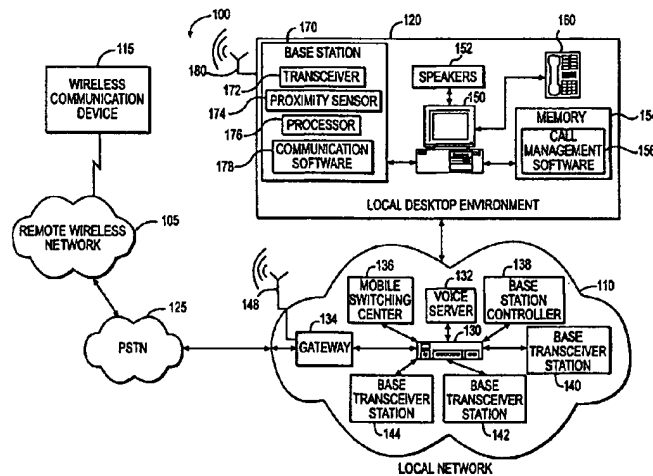 100
115
WIRELESS
COMMUNICATION
DEVICE
REMOTE WIRELESS
NETWORK
105
125
PSTN
170
120
BASE STATION
180
172
TRANSCEIVER
174
PROXIMITY SENSOR
176
PROCESSOR
178
COMMUNICATION
SOFTWARE
152
SPEAKERS
150
160
MEMORY
154
CALL
MANAGEMENT
SOFTWARE
156
LOCAL DESKTOP ENVIRONMENT
148
134
GATEWAY
136
MOBILE
SWITCHING
CENTER
132
VOICE
SERVER
130
138
BASE
STATION
CONTROLLER
110
BASE
TRANSCEIVER
STATION
140
BASE
TRANSCEIVER
STATION
144
BASE
TRANSCEIVER
STATION
142
LOCAL NETWORK